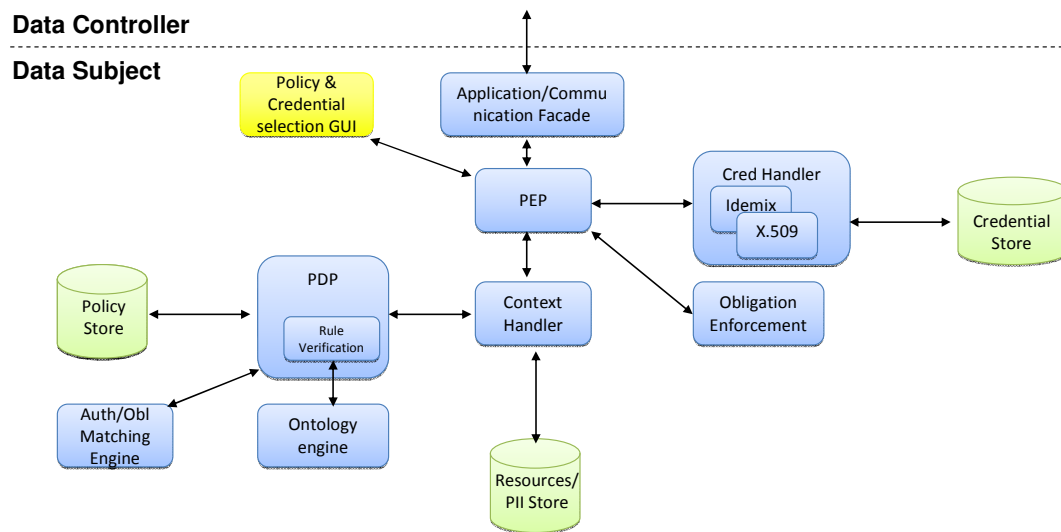 Data Controller
Data Subject
Policy &
Credential
selection GUI
Application/Commu
nication Facade
PEP
Cred Handler
Idemix
X.509
Credential
Store
Policy
Store
PDP
Rule
Verification
Context
Handler
Obligation
Enforcement
Auth/Obl
Matching
Engine
Ontology
engine
Resources/
PII Store